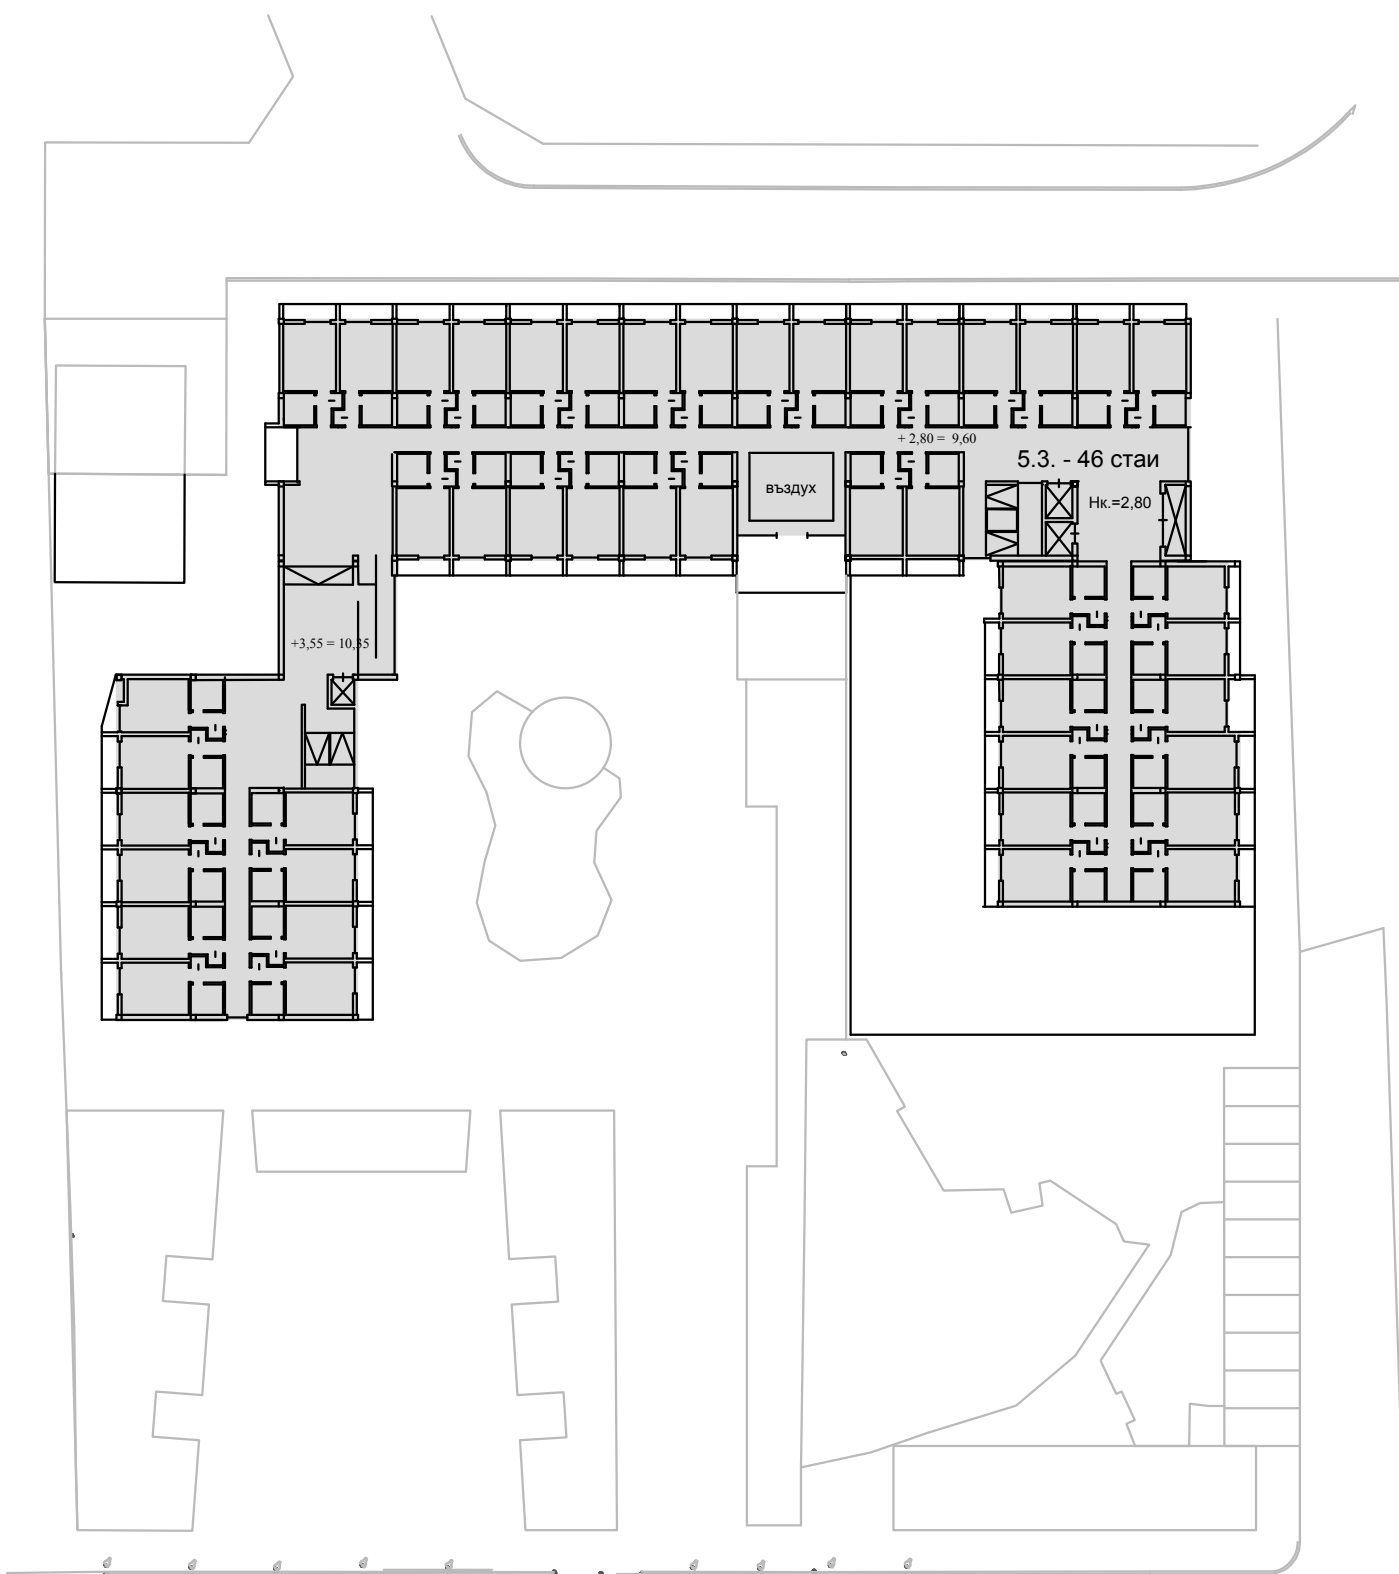 + 2,80 = 9,60
5.3. - 46 стаи
въздух
Нк.=2,80
+3,55 = 10,35